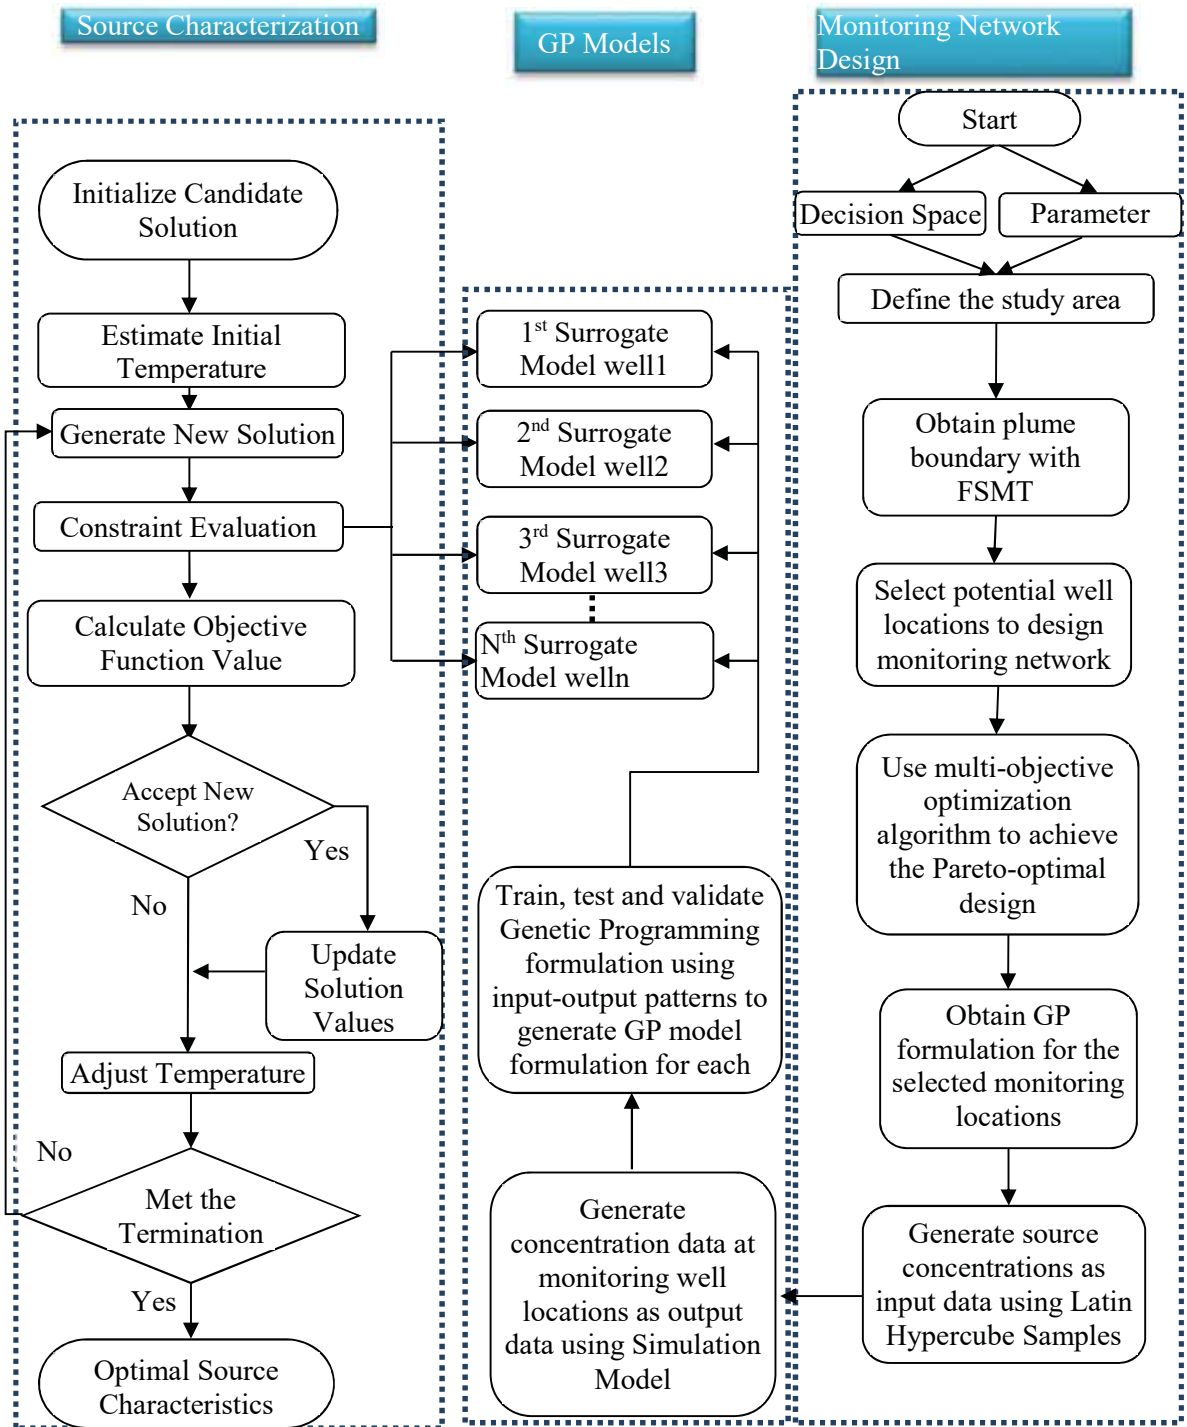 Source Characterization
GP Models
Monitoring Network
Design
Initialize Candidate
Solution
Estimate Initial
Temperature
Generate New Solution
Constraint Evaluation
Calculate Objective
Function Value
Accept New
Solution?
Yes
No
Update
Solution
Values
Adjust Temperature
No
Met the
Termination
Yes
Optimal Source
Characteristics
1st Surrogate
Model well1
2nd Surrogate
Model well2
3rd Surrogate
Model well3
Nth Surrogate
Model welln
Train, test and validate
Genetic Programming
formulation using
input-output patterns to
generate GP model
formulation for each
Generate
concentration data at
monitoring well
locations as output
data using Simulation
Model
Start
Decision Space
Parameter
Define the study area
Obtain plume
boundary with
FSMT
Select potential well
locations to design
monitoring network
Use multi-objective
optimization
algorithm to achieve
the Pareto-optimal
design
Obtain GP
formulation for the
selected monitoring
locations
Generate source
concentrations as
input data using Latin
Hypercube Samples